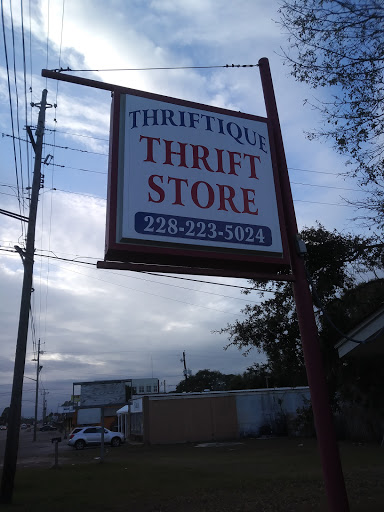 THRIFTIQUE
THRIFT
STORE
228-223-5024